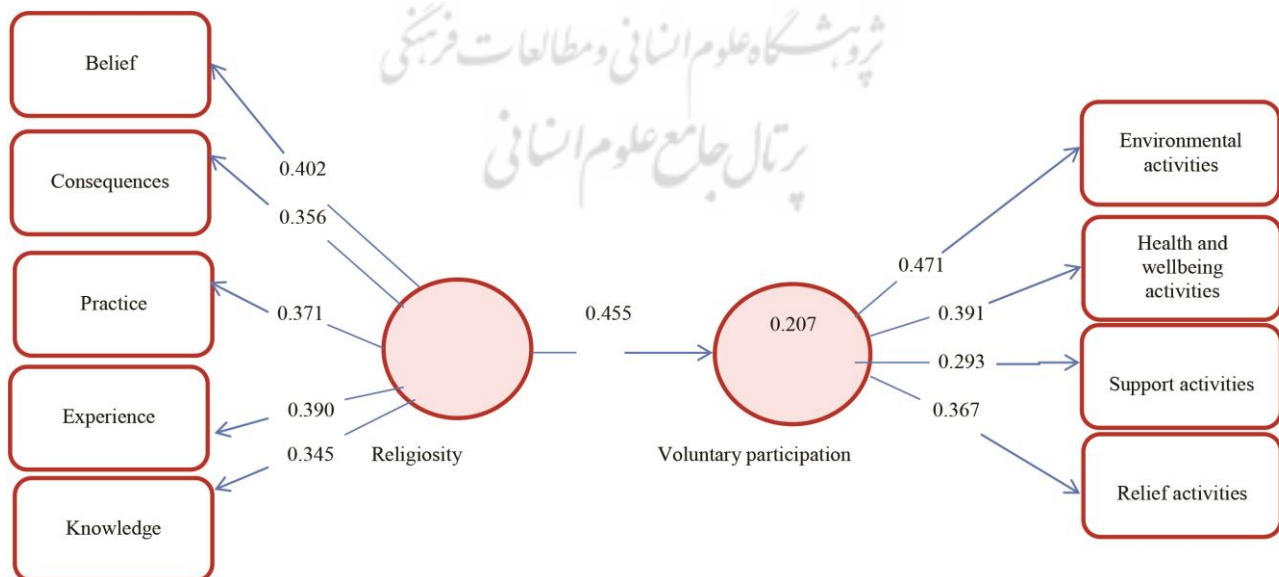 پژوهشگاه علوم انسانی و مطالعات فرهنگی
پرتال جامع علوم انسانی
Belief
Consequences
Practice
Experience
Knowledge
0.402
0.356
0.371
0.390
0.345
Religiosity
0.455
0.207
Voluntary participation
0.471
0.391
0.293
0.367
Environmental
activities
Health and
wellbeing
activities
Support activities
Relief activities